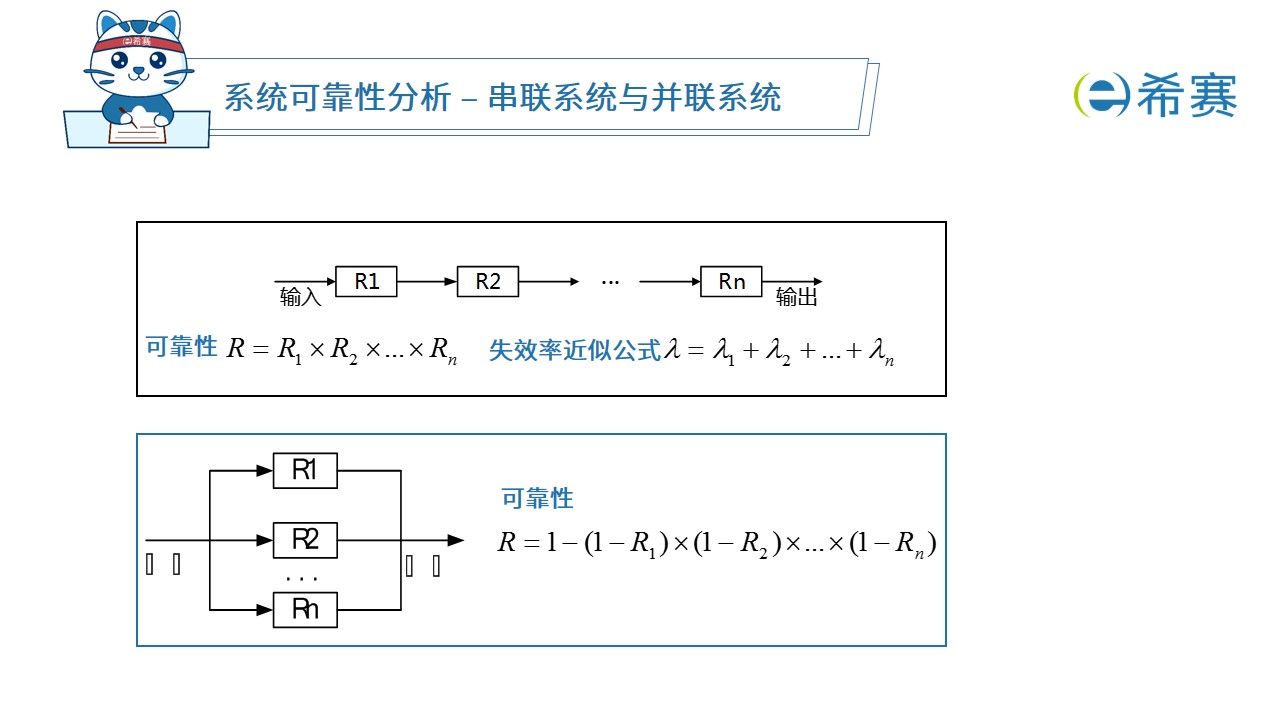 希赛
系统可靠性分析 – 串联系统与并联系统
希赛
R1 R2 ... Rn
输入 输出
可靠性 R = R₁ × R₂ × ... × Rₙ 失效率近似公式 λ = λ₁ + λ₂ + ... + λₙ
R1
可靠性
R2
R = 1 − (1 − R₁) × (1 − R₂) × ... × (1 − Rₙ)
...
Rn